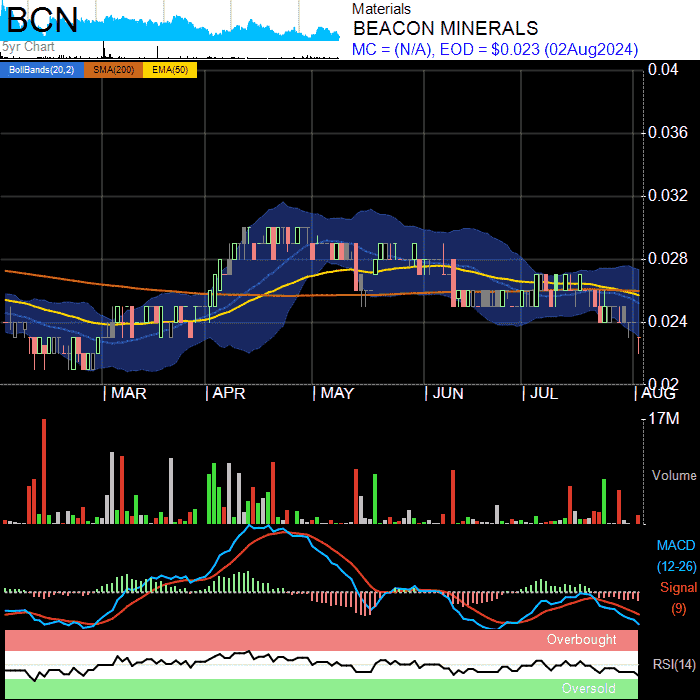 BCN
5yr Chart
Materials
BEACON MINERALS
MC = (N/A), EOD = $0.023 (02Aug2024)
BollBands(20,2) SMA(200) EMA(50)
0.04
0.036
0.032
0.028
0.024
0.02
MAR APR MAY JUN JUL AUG
17M
Volume
MACD
(12-26)
Signal
(9)
Overbought
RSI(14)
Oversold